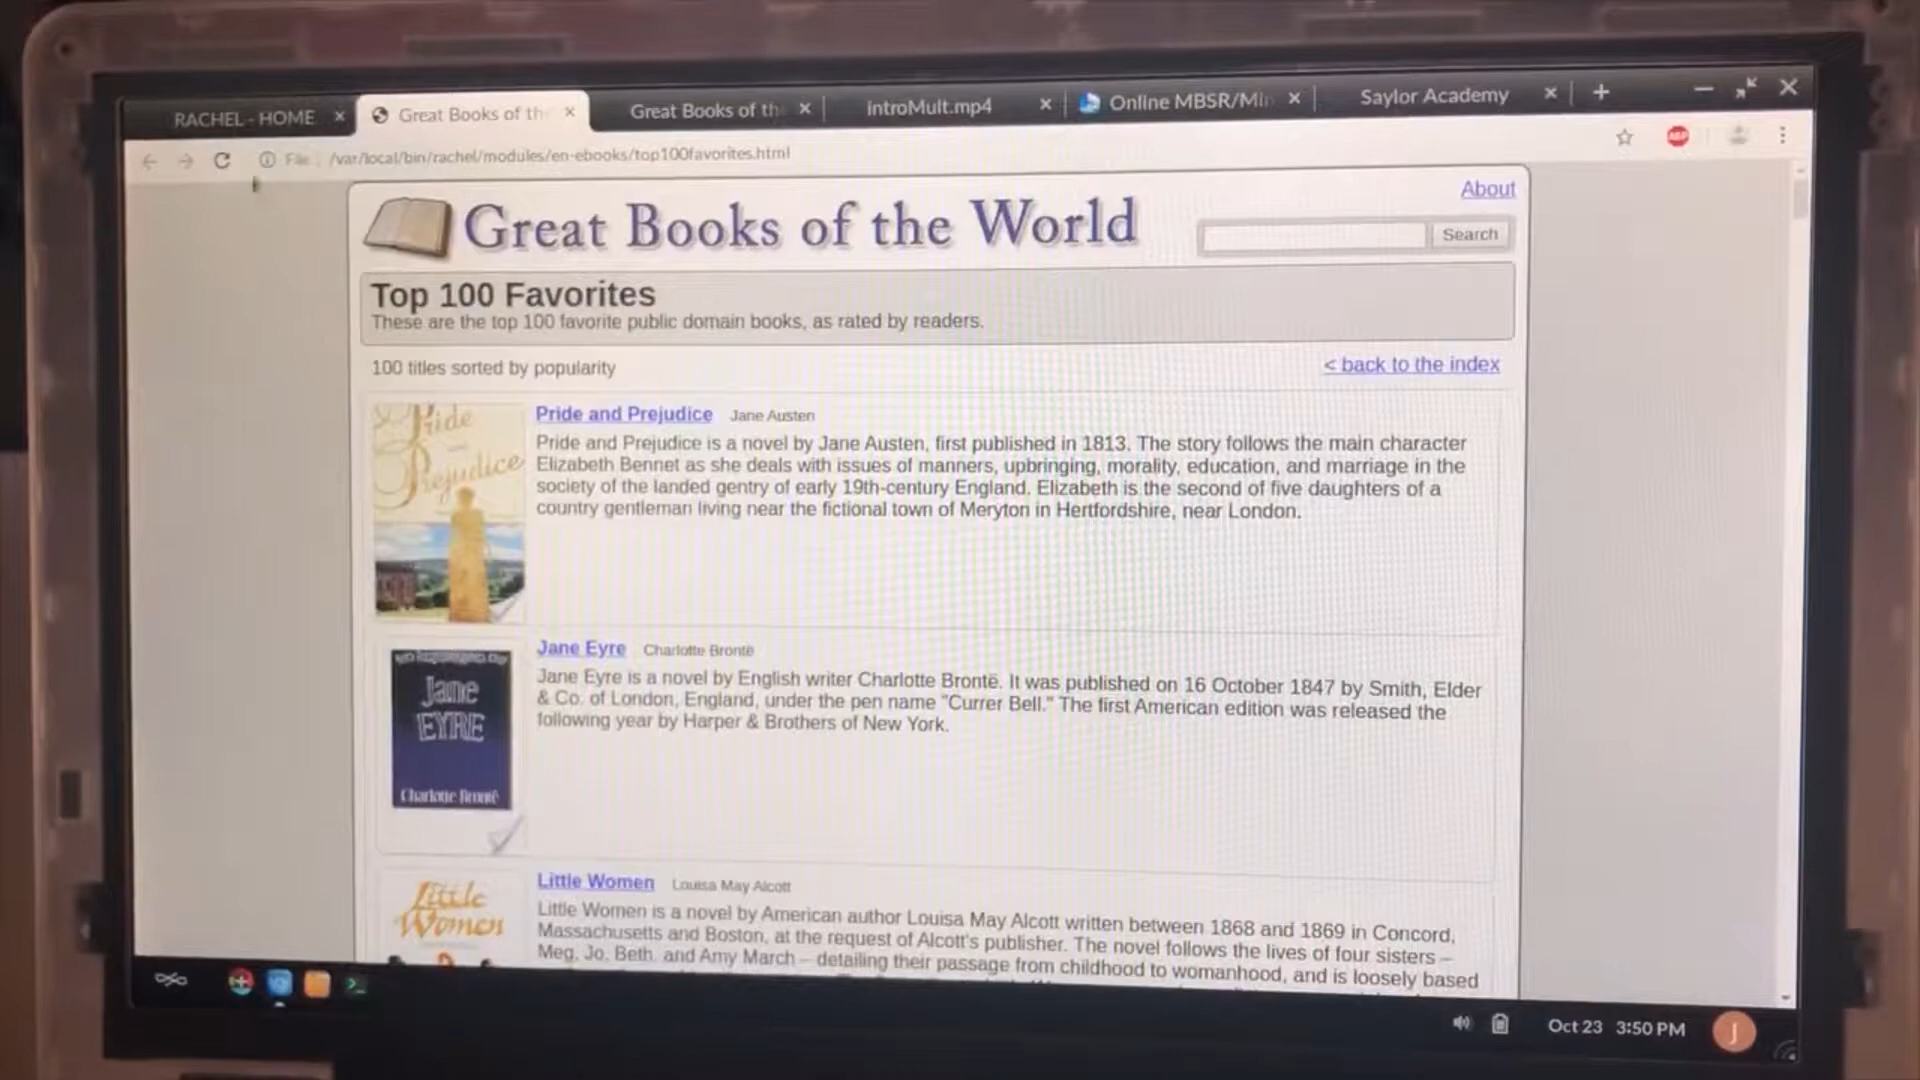 RACHEL - HOME
Great Books of th
Great Books of th
introMult.mp4
Online MBSR/Min
Saylor Academy
File
/var/local/bin/rachel/modules/en-ebooks/top100favorites.html
ABP
About
Great Books of the World
Search
Top 100 Favorites
These are the top 100 favorite public domain books, as rated by readers.
100 titles sorted by popularity
< back to the index
Pride
Prejudice
Pride and Prejudice Jane Austen
Pride and Prejudice is a novel by Jane Austen, first published in 1813. The story follows the main character
Elizabeth Bennet as she deals with issues of manners, upbringing, morality, education, and marriage in the
society of the landed gentry of early 19th-century England. Elizabeth is the second of five daughters of a
country gentleman living near the fictional town of Meryton in Hertfordshire, near London.
Jane
EYRE
Charlotte Brontë
Jane Eyre Charlotte Brontë
Jane Eyre is a novel by English writer Charlotte Brontë. It was published on 16 October 1847 by Smith, Elder
& Co. of London, England, under the pen name "Currer Bell." The first American edition was released the
following year by Harper & Brothers of New York.
Little
Women
Little Women Louisa May Alcott
Little Women is a novel by American author Louisa May Alcott written between 1868 and 1869 in Concord,
Massachusetts and Boston, at the request of Alcott's publisher. The novel follows the lives of four sisters –
Meg, Jo, Beth, and Amy March – detailing their passage from childhood to womanhood, and is loosely based
Oct 23 3:50 PM
J